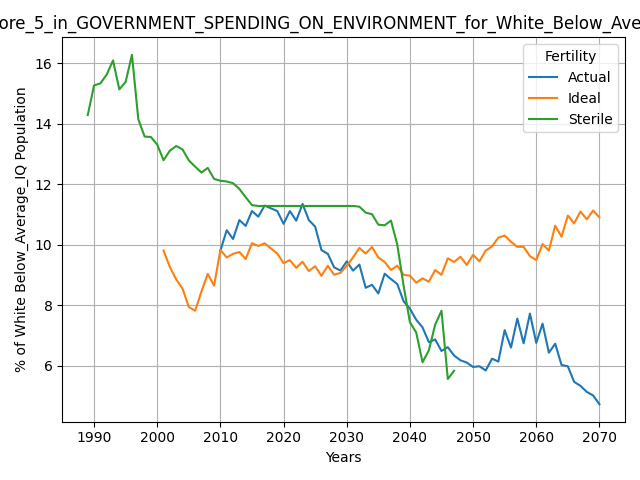 ore_5_in_GOVERNMENT_SPENDING_ON_ENVIRONMENT_for_White_Below_Ave
Fertility
Actual
Ideal
Sterile
% of White Below_Average_IQ Population
16
14
12
10
8
6
1990 2000 2010 2020 2030 2040 2050 2060 2070
Years